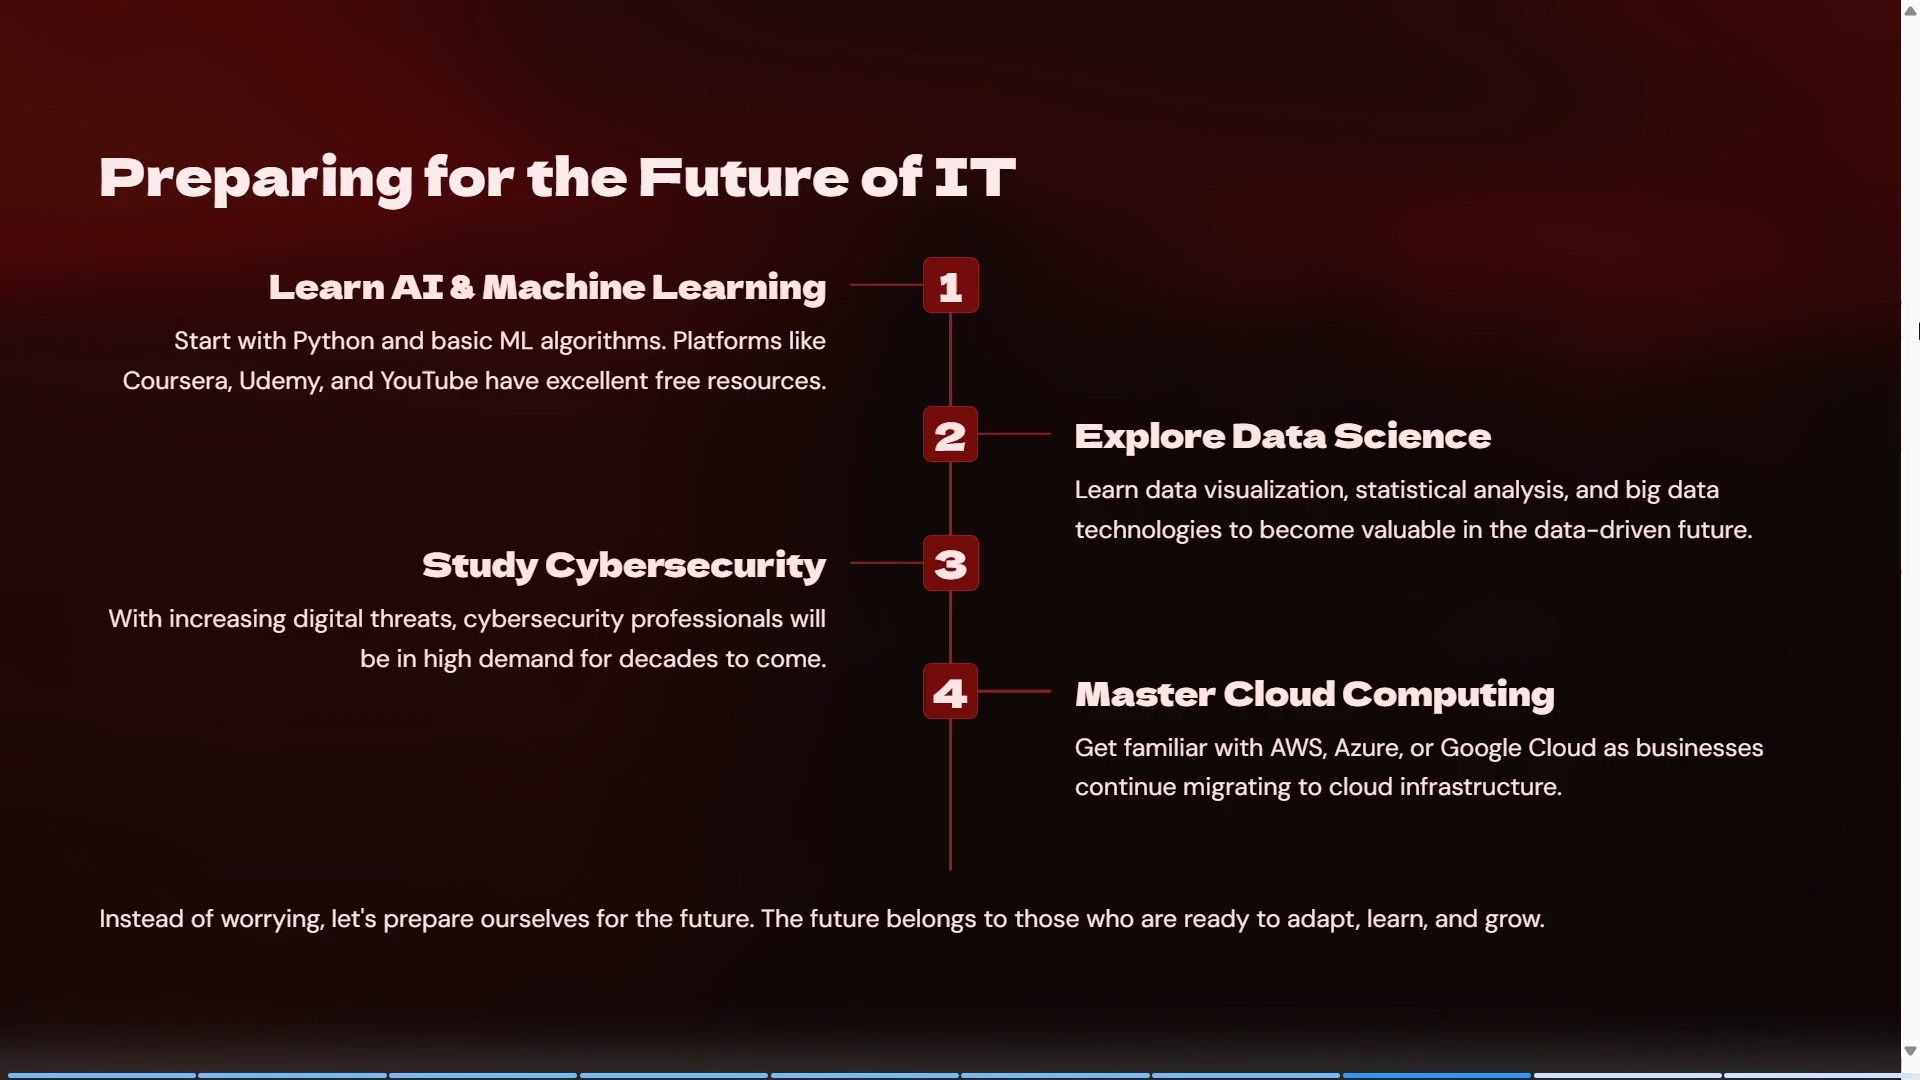 Preparing for the Future of IT
1
Learn AI & Machine Learning
Start with Python and basic ML algorithms. Platforms like
Coursera, Udemy, and YouTube have excellent free resources.
2
Explore Data Science
Learn data visualization, statistical analysis, and big data
technologies to become valuable in the data-driven future.
3
Study Cybersecurity
With increasing digital threats, cybersecurity professionals will
be in high demand for decades to come.
4
Master Cloud Computing
Get familiar with AWS, Azure, or Google Cloud as businesses
continue migrating to cloud infrastructure.
Instead of worrying, let's prepare ourselves for the future. The future belongs to those who are ready to adapt, learn, and grow.